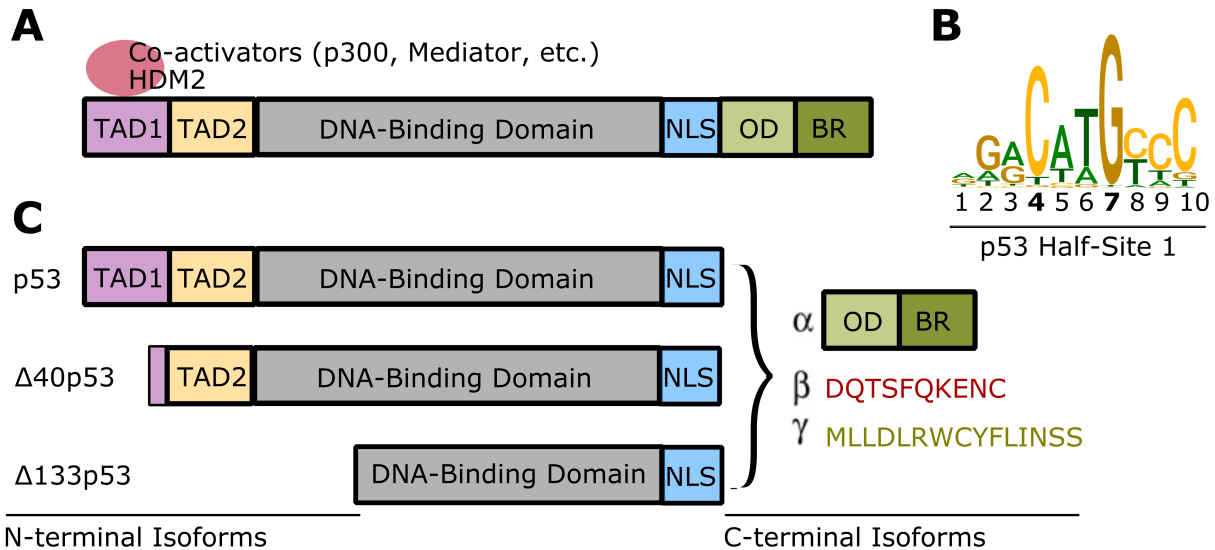 A
Co-activators (p300, Mediator, etc.)
HDM2
TAD1 TAD2 DNA-Binding Domain NLS OD BR
B
GACATGCCC
1 2 3 4 5 6 7 8 9 10
p53 Half-Site 1
C
p53 TAD1 TAD2 DNA-Binding Domain NLS
Δ40p53 TAD2 DNA-Binding Domain NLS
Δ133p53 DNA-Binding Domain NLS
α OD BR
β DQTSFQKENC
γ MLLDLRWCYFLINSS
N-terminal Isoforms
C-terminal Isoforms